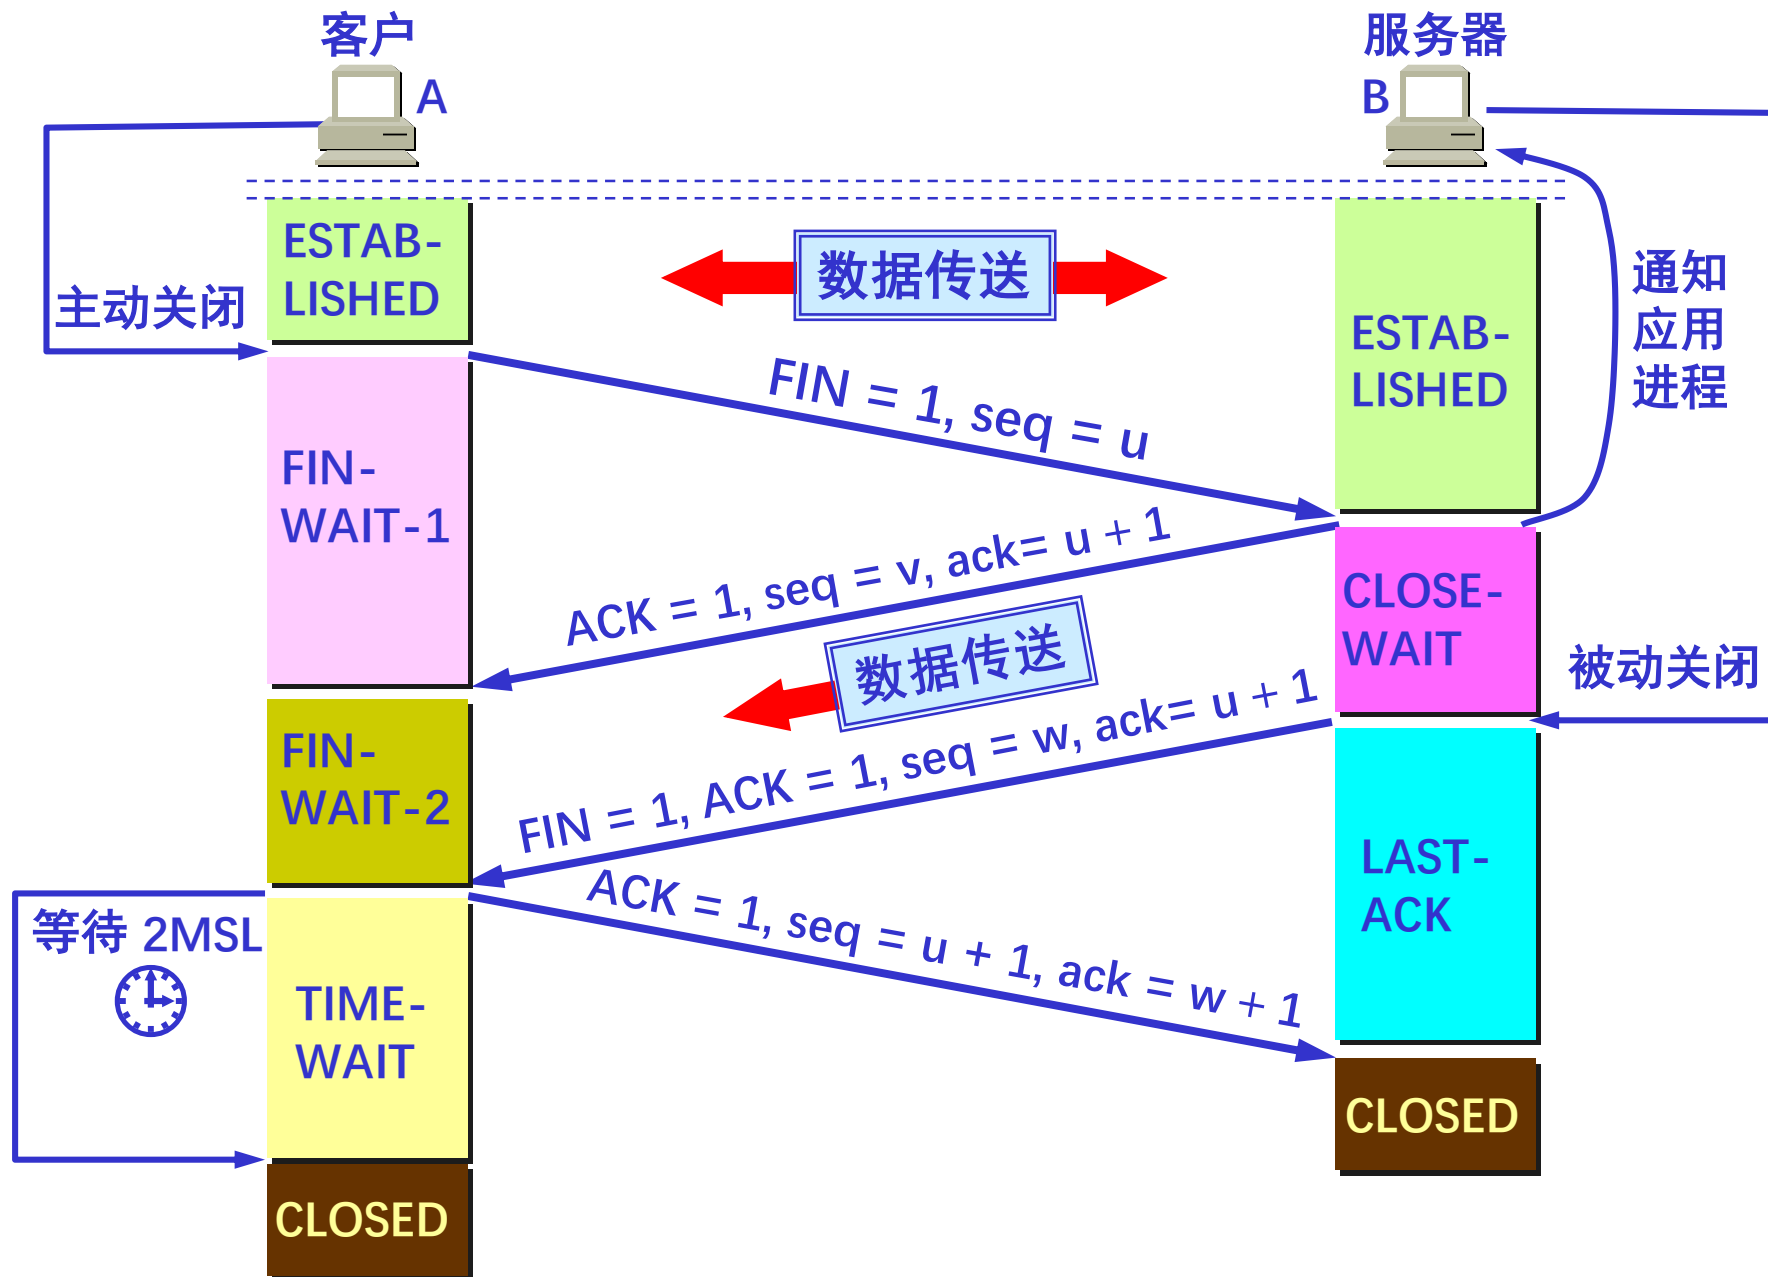 客户
服务器
A
B
ESTAB-
LISHED
数据传送
主动关闭
通知
应用
进程
ESTAB-
LISHED
FIN = 1, seq = u
FIN-
WAIT-1
ACK = 1, seq = v, ack= u + 1
CLOSE-
WAIT
数据传送
被动关闭
FIN-
WAIT-2
FIN = 1, ACK = 1, seq = w, ack= u + 1
LAST-
ACK
等待 2MSL
ACK = 1, seq = u + 1, ack = w + 1
TIME-
WAIT
CLOSED
CLOSED